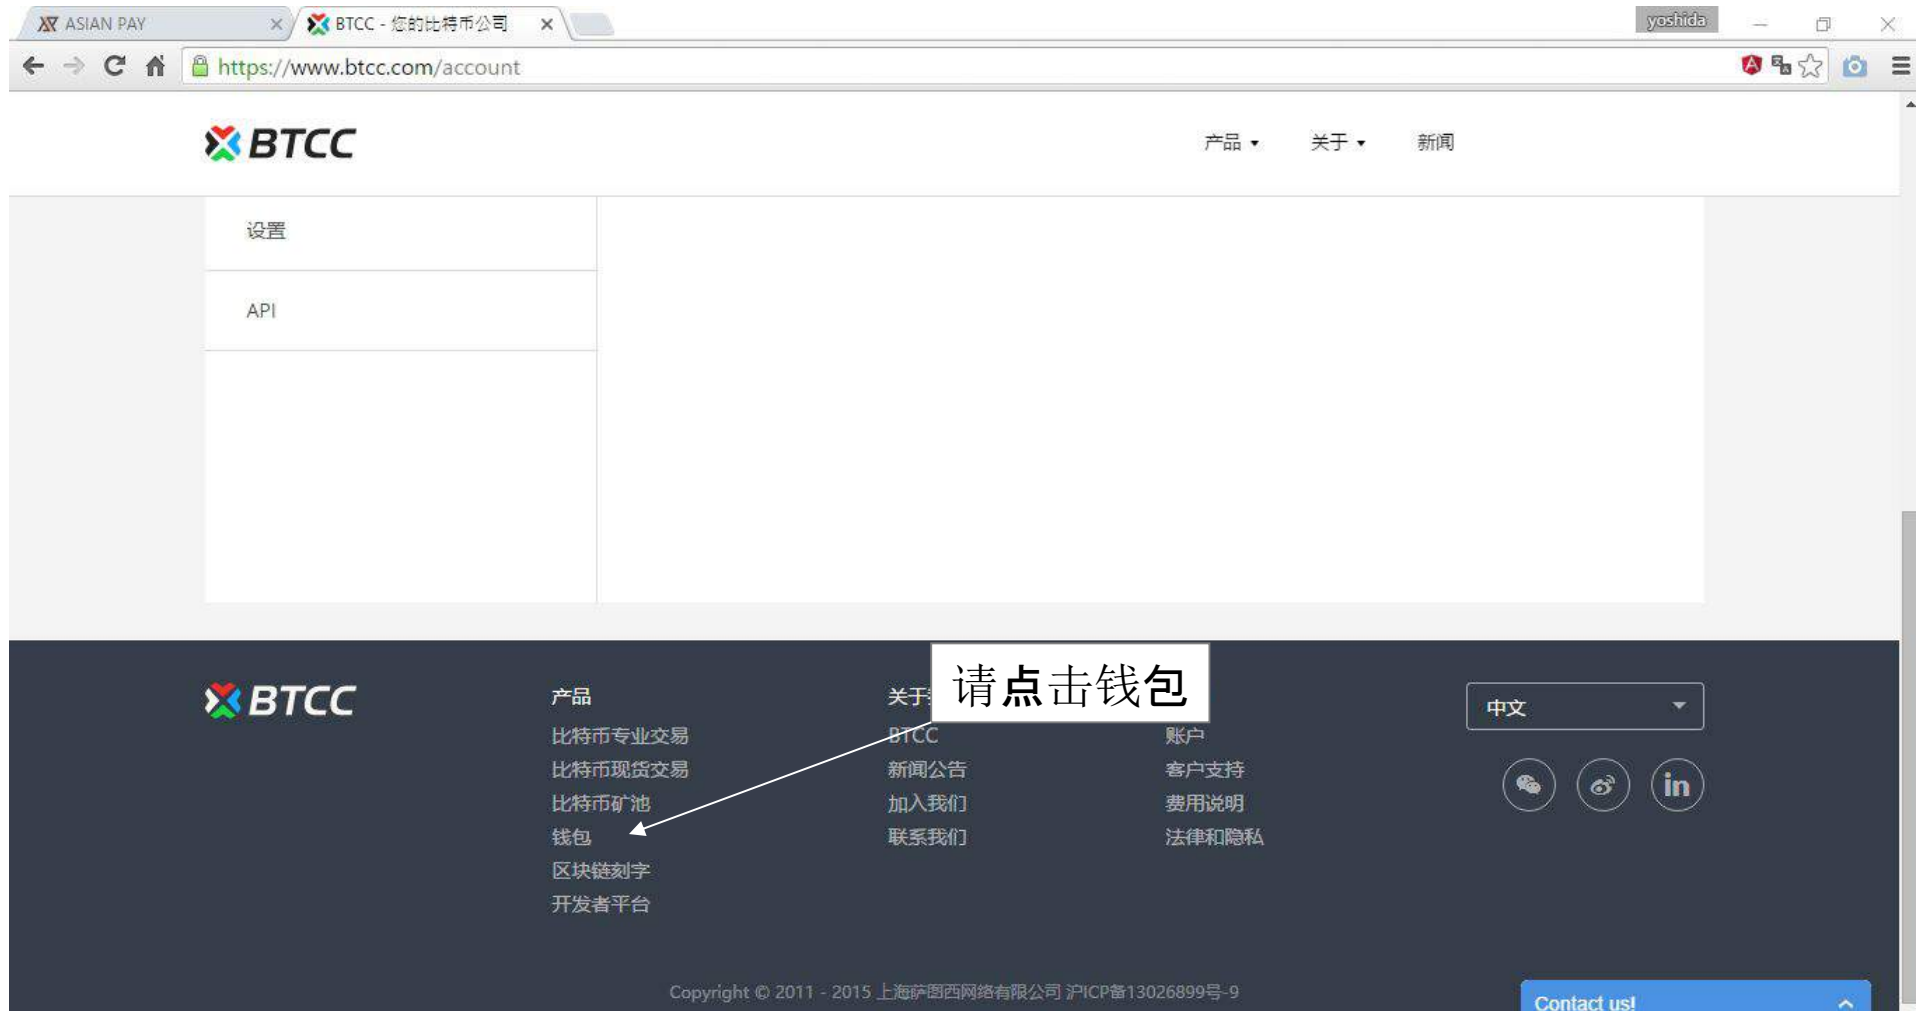 ASIAN PAY
BTCC - 您的比特币公司
yoshida
https://www.btcc.com/account
BTCC
产品
关于
新闻
设置
API
请点击钱包
BTCC
产品
比特币专业交易
比特币现货交易
比特币矿池
钱包
区块链刻字
开发者平台
关于
BTCC
新闻公告
加入我们
联系我们
账户
客户支持
费用说明
法律和隐私
中文
in
Copyright © 2011 - 2015 上海萨图西网络有限公司 沪ICP备13026899号-9
Contact us!